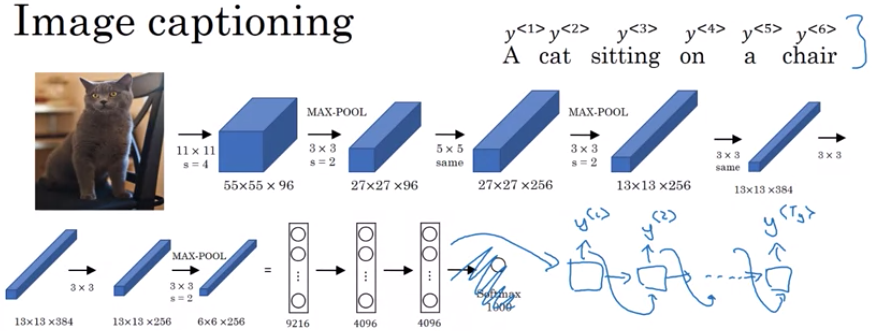 Image captioning
y<1> y<2> y<3> y<4> y<5> y<6>
A cat sitting on a chair
11 × 11
s = 4
55×55 × 96
MAX-POOL
3 × 3
s = 2
27×27 ×96
5 × 5
same
27×27 ×256
MAX-POOL
3 × 3
s = 2
13×13 ×256
3 × 3
same
13×13 ×384
3 × 3
13×13 ×384
3 × 3
13×13 ×256
MAX-POOL
3 × 3
s = 2
6×6 ×256
=
9216
4096
4096
Softmax
1000
y<1> y<2> y<Ty>